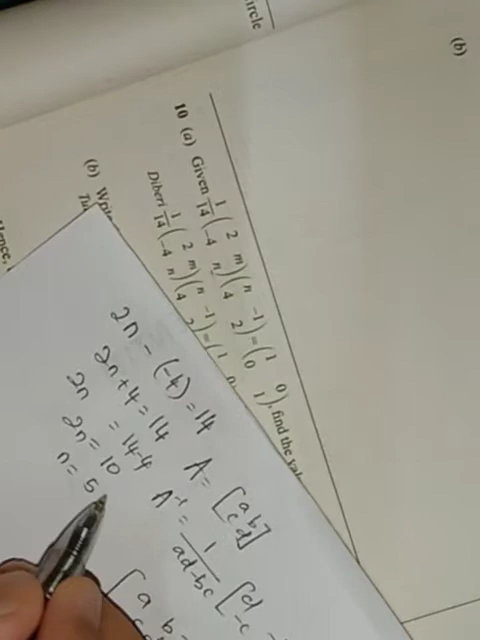 ircle
(b)
10 (a) Given 1/14 (2 m -4 n)(n -1 4 2) = (1 0 0 1), find the
Diberi 1/14 (2 m -4 n)(n -1 4 2) = (1
(b)
Hence,
2n - (-4) = 14
2n + 4 = 14
2n = 14-4
2n = 10
n = 5
A = [a b c d]
A⁻¹ = 1/ad-bc [d -c
[a b